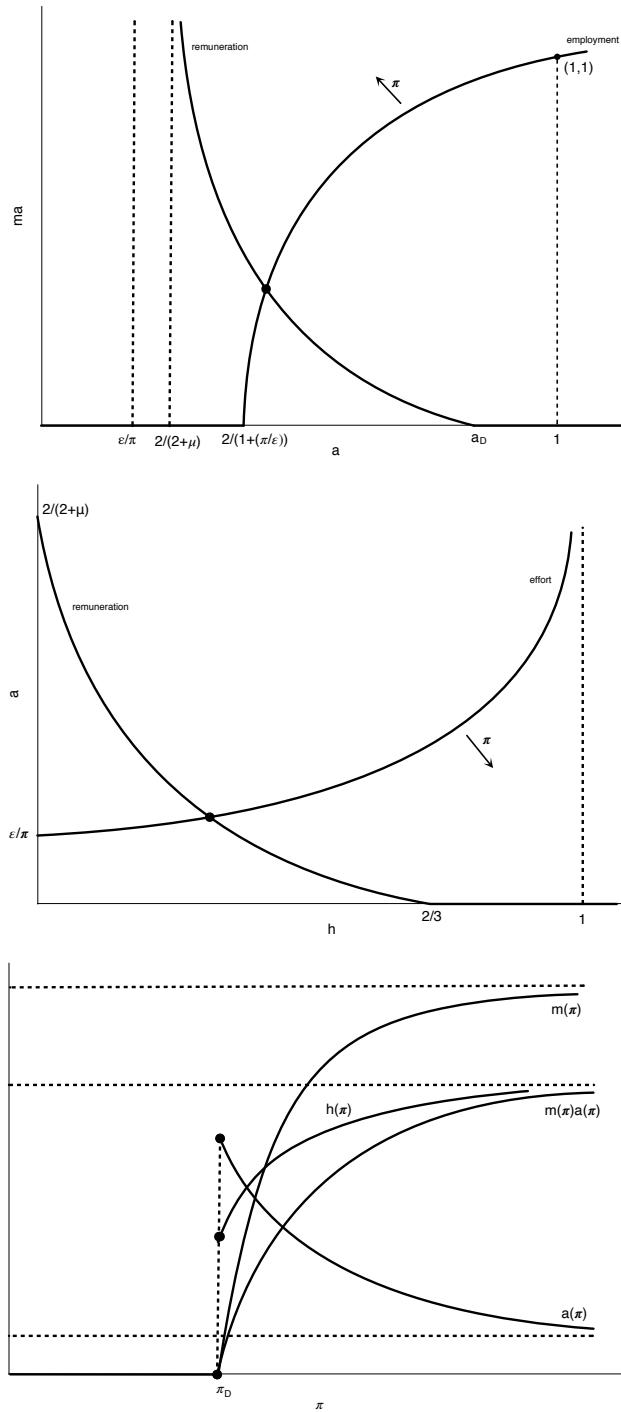 remuneration
employment
(1,1)
π
ma
ε/π
2/(2+μ)
2/(1+(π/ε))
a_D
1
a
2/(2+μ)
remuneration
effort
a
π
ε/π
2/3
1
h
m(π)
h(π)
m(π)a(π)
a(π)
π_D
π